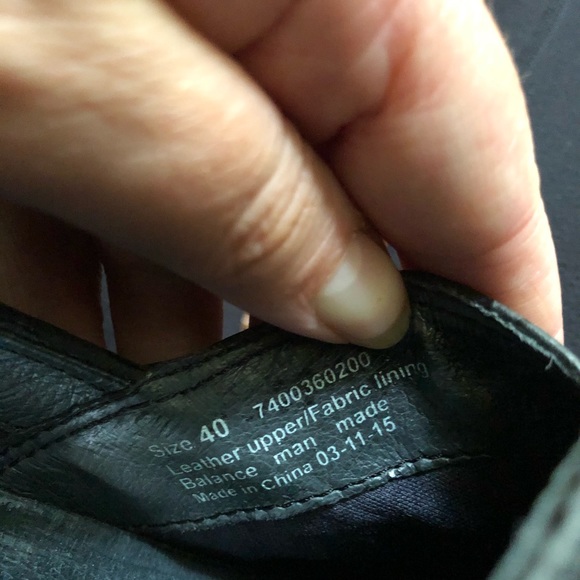 Size 40 7400360200
Leather upper/Fabric lining
Balance man made
Made in China 03-11-15